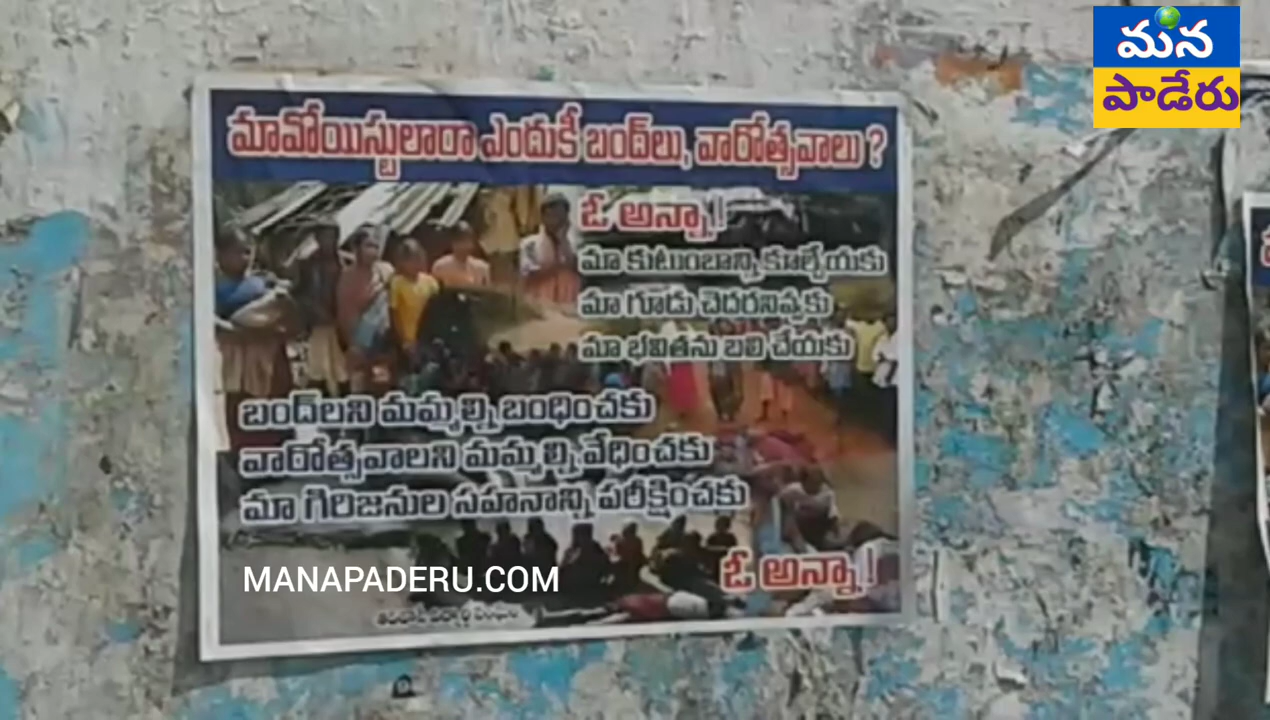 మన
పాడేరు
మావోయిస్టులారా ఎందుకీ బంద్‌లు, వారోత్సవాలు ?
ఓ అన్నా..!
మా కుటుంబాన్ని కూల్చేయకు
మా గూడు చెదరనివ్వకు
మా భవితను బలి చేయకు
బంద్‌లని మమ్మల్ని బంధించకు
వారోత్సవాలని మమ్మల్ని వేధించకు
మా గిరిజనుల సహనాన్ని పరీక్షించకు
ఓ అన్నా..!
MANAPADERU.COM